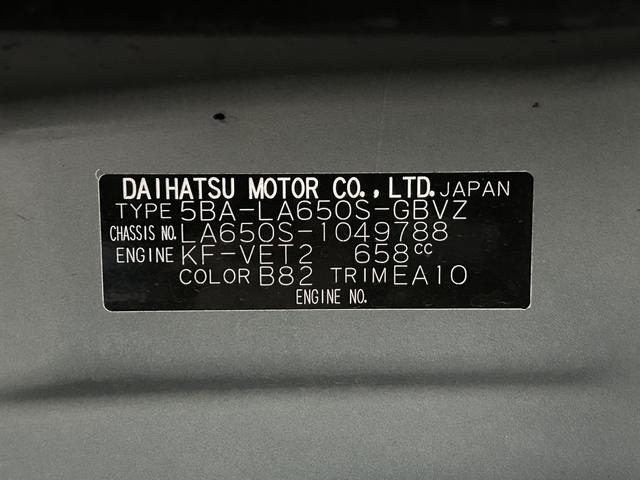 DAIHATSU MOTOR CO., LTD. JAPAN
TYPE 5BA-LA650S-GBVZ
CHASSIS NO. LA650S-1049788
ENGINE KF-VET2 658cc
COLOR B82 TRIM EA10
ENGINE NO.